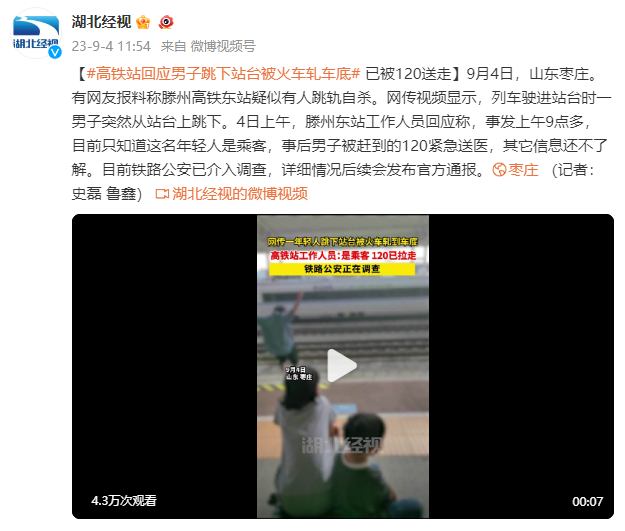 湖北经视
湖北经视
23-9-4 11:54 来自 微博视频号
【#高铁站回应男子跳下站台被火车轧车底# 已被120送走】9月4日，山东枣庄。
有网友报料称滕州高铁东站疑似有人跳轨自杀。网传视频显示，列车驶进站台时一
男子突然从站台上跳下。4日上午，滕州东站工作人员回应称，事发上午9点多，
目前只知道这名年轻人是乘客，事后男子被赶到的120紧急送医，其它信息还不了
解。目前铁路公安已介入调查，详细情况后续会发布官方通报。枣庄 （记者：
史磊 鲁鑫） 湖北经视的微博视频
网传一年轻人跳下站台被火车轧到车底
高铁站工作人员：是乘客 120已拉走
铁路公安正在调查
9月4日
山东 枣庄
湖北经视
4.3万次观看
00:07